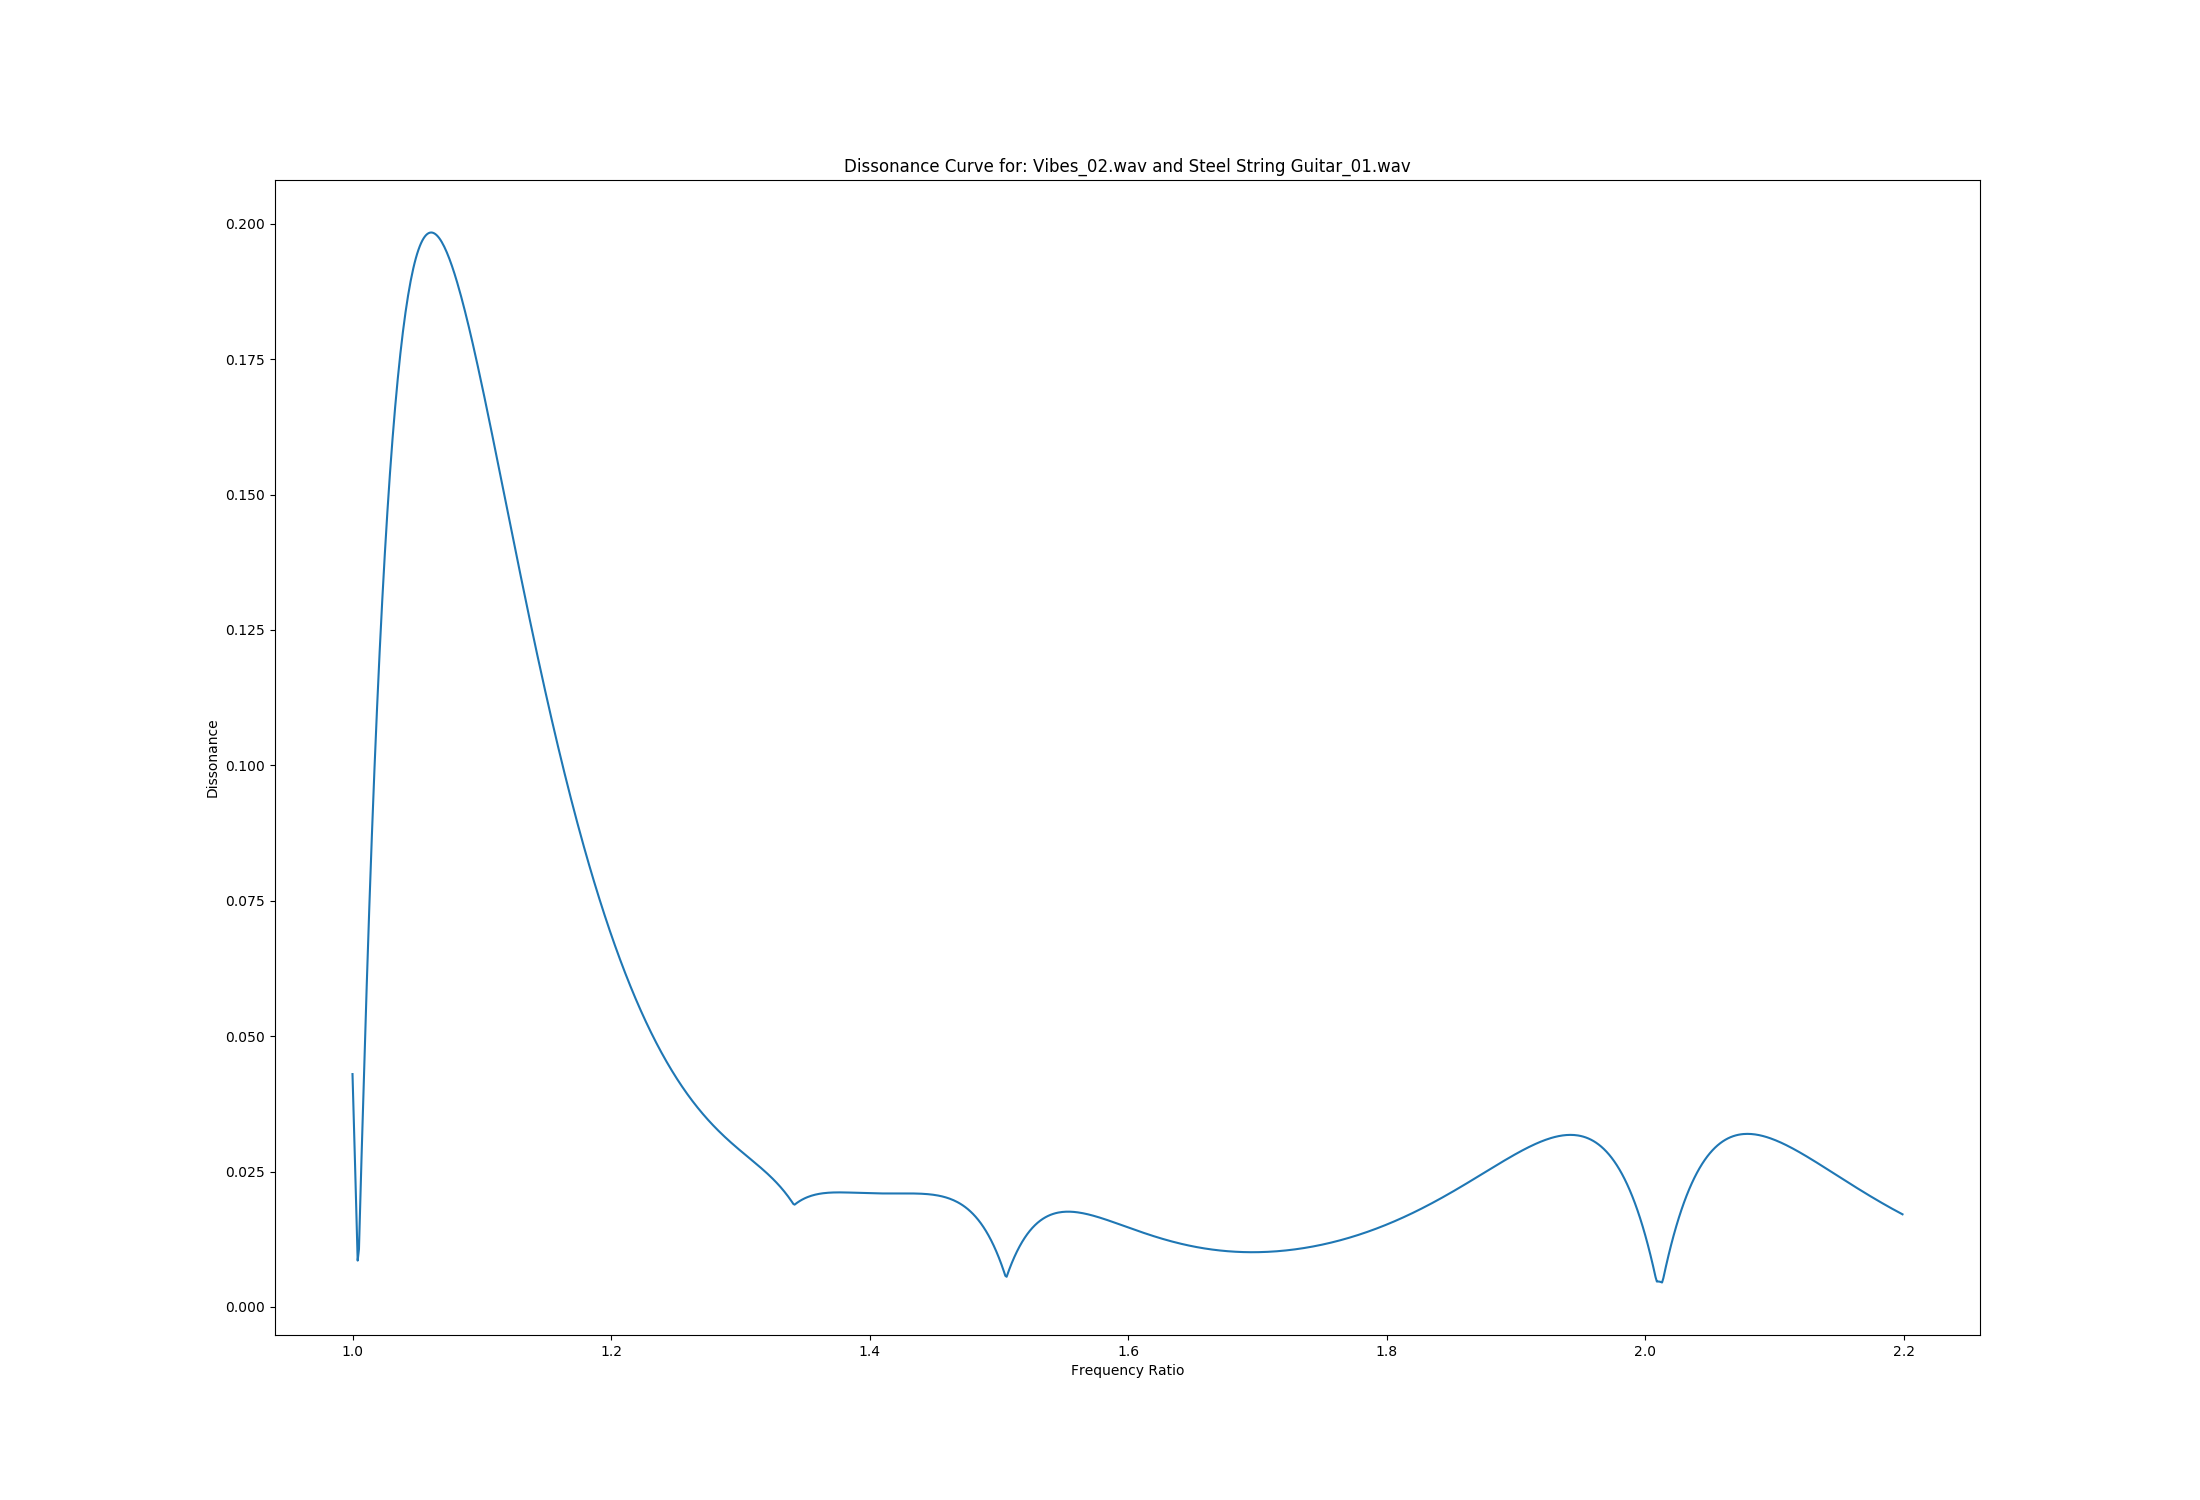 Dissonance Curve for: Vibes_02.wav and Steel String Guitar_01.wav
0.200
0.175
0.150
0.125
0.100
0.075
0.050
0.025
0.000
Dissonance
1.0 1.2 1.4 1.6 1.8 2.0 2.2
Frequency Ratio